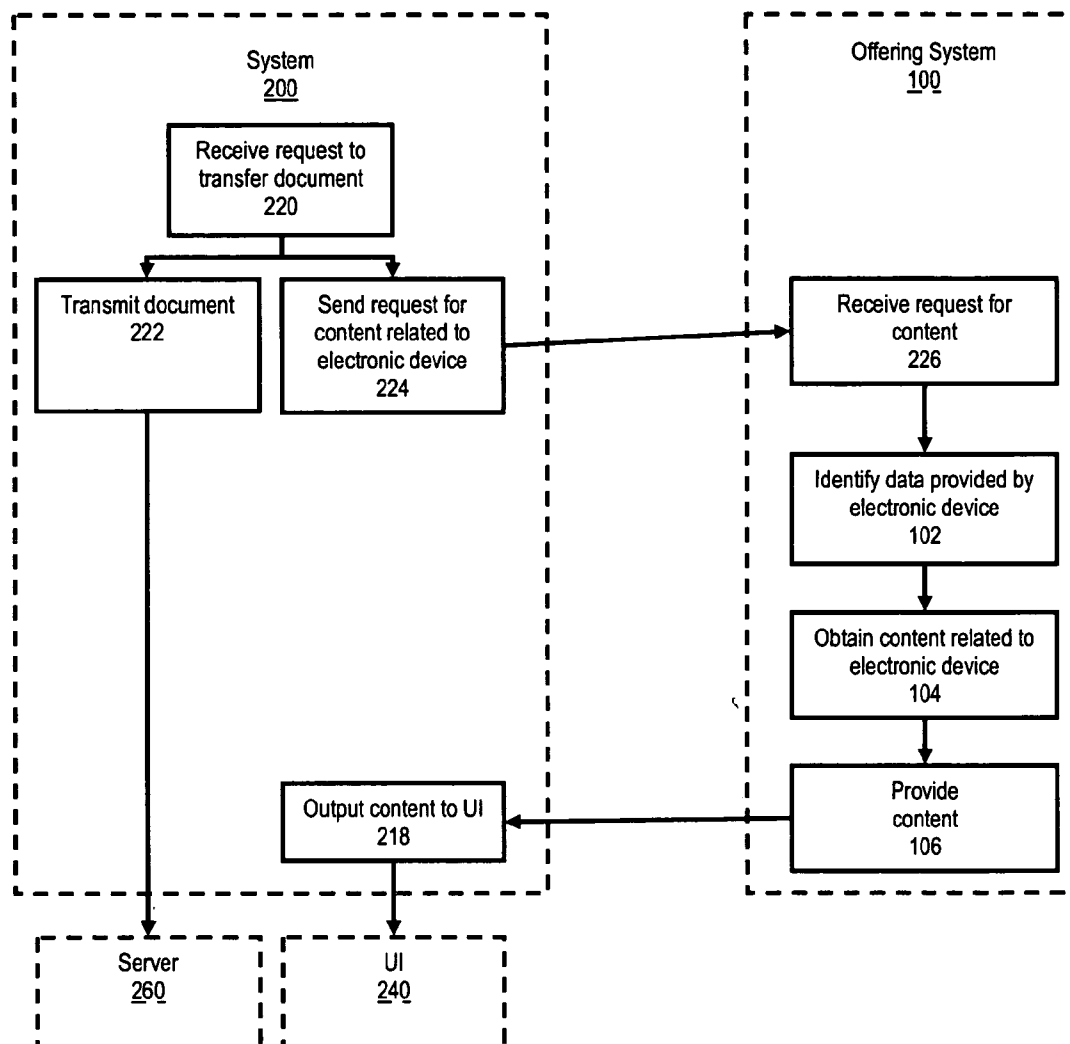 System
200
Receive request to
transfer document
220
Transmit document
222
Send request for
content related to
electronic device
224
Output content to UI
218
Offering System
100
Receive request for
content
226
Identify data provided by
electronic device
102
Obtain content related to
electronic device
104
Provide
content
106
Server
260
UI
240